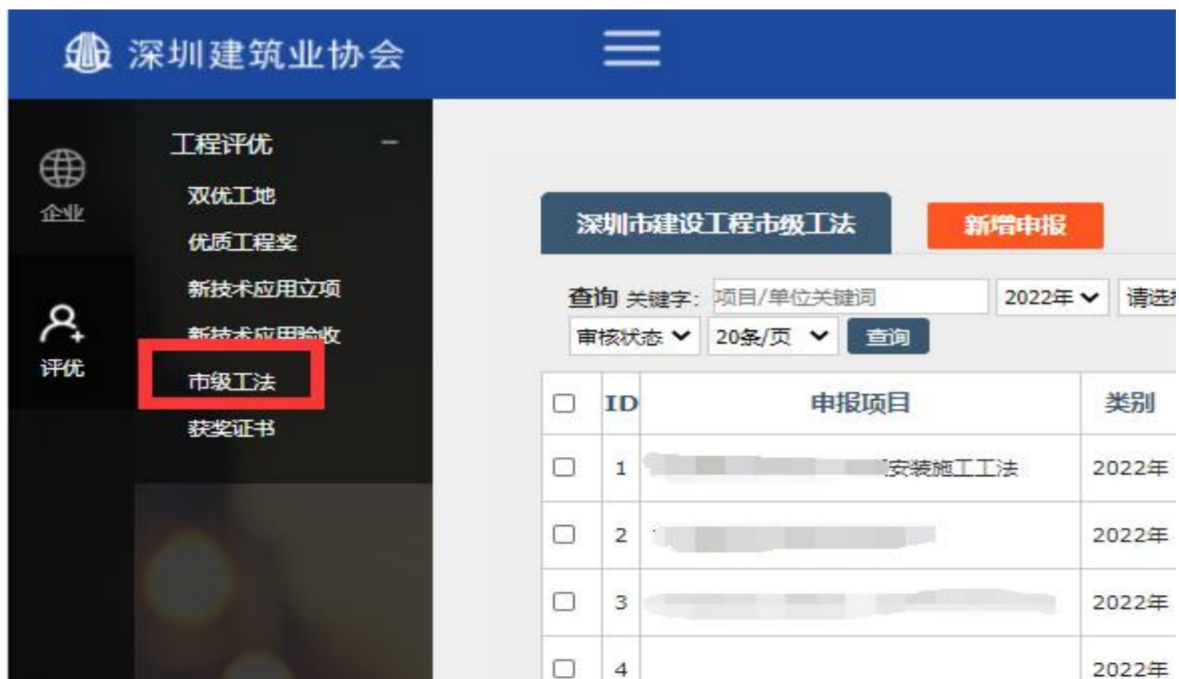 深圳建筑业协会
企业
评优
工程评优
双优工地
优质工程奖
新技术应用立项
新技术应用验收
市级工法
获奖证书
深圳市建设工程市级工法 新增申报
查询 关键字: 项目/单位关键词 2022年 请选
审核状态 20条/页 查询
ID 申报项目 类别
1 安装施工工法 2022年
2 2022年
3 2022年
4 2022年